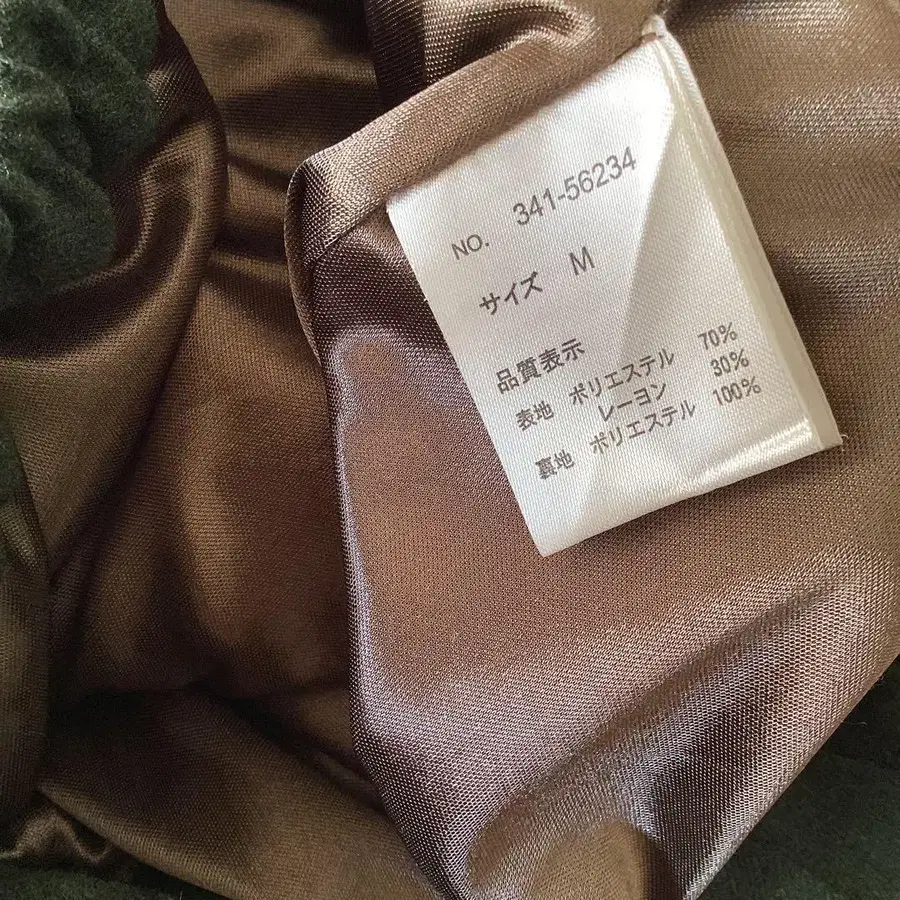 NO. 341-56234
サイズ M
品質表示
表地 ポリエステル 70%
レーヨン 30%
裏地 ポリエステル 100%